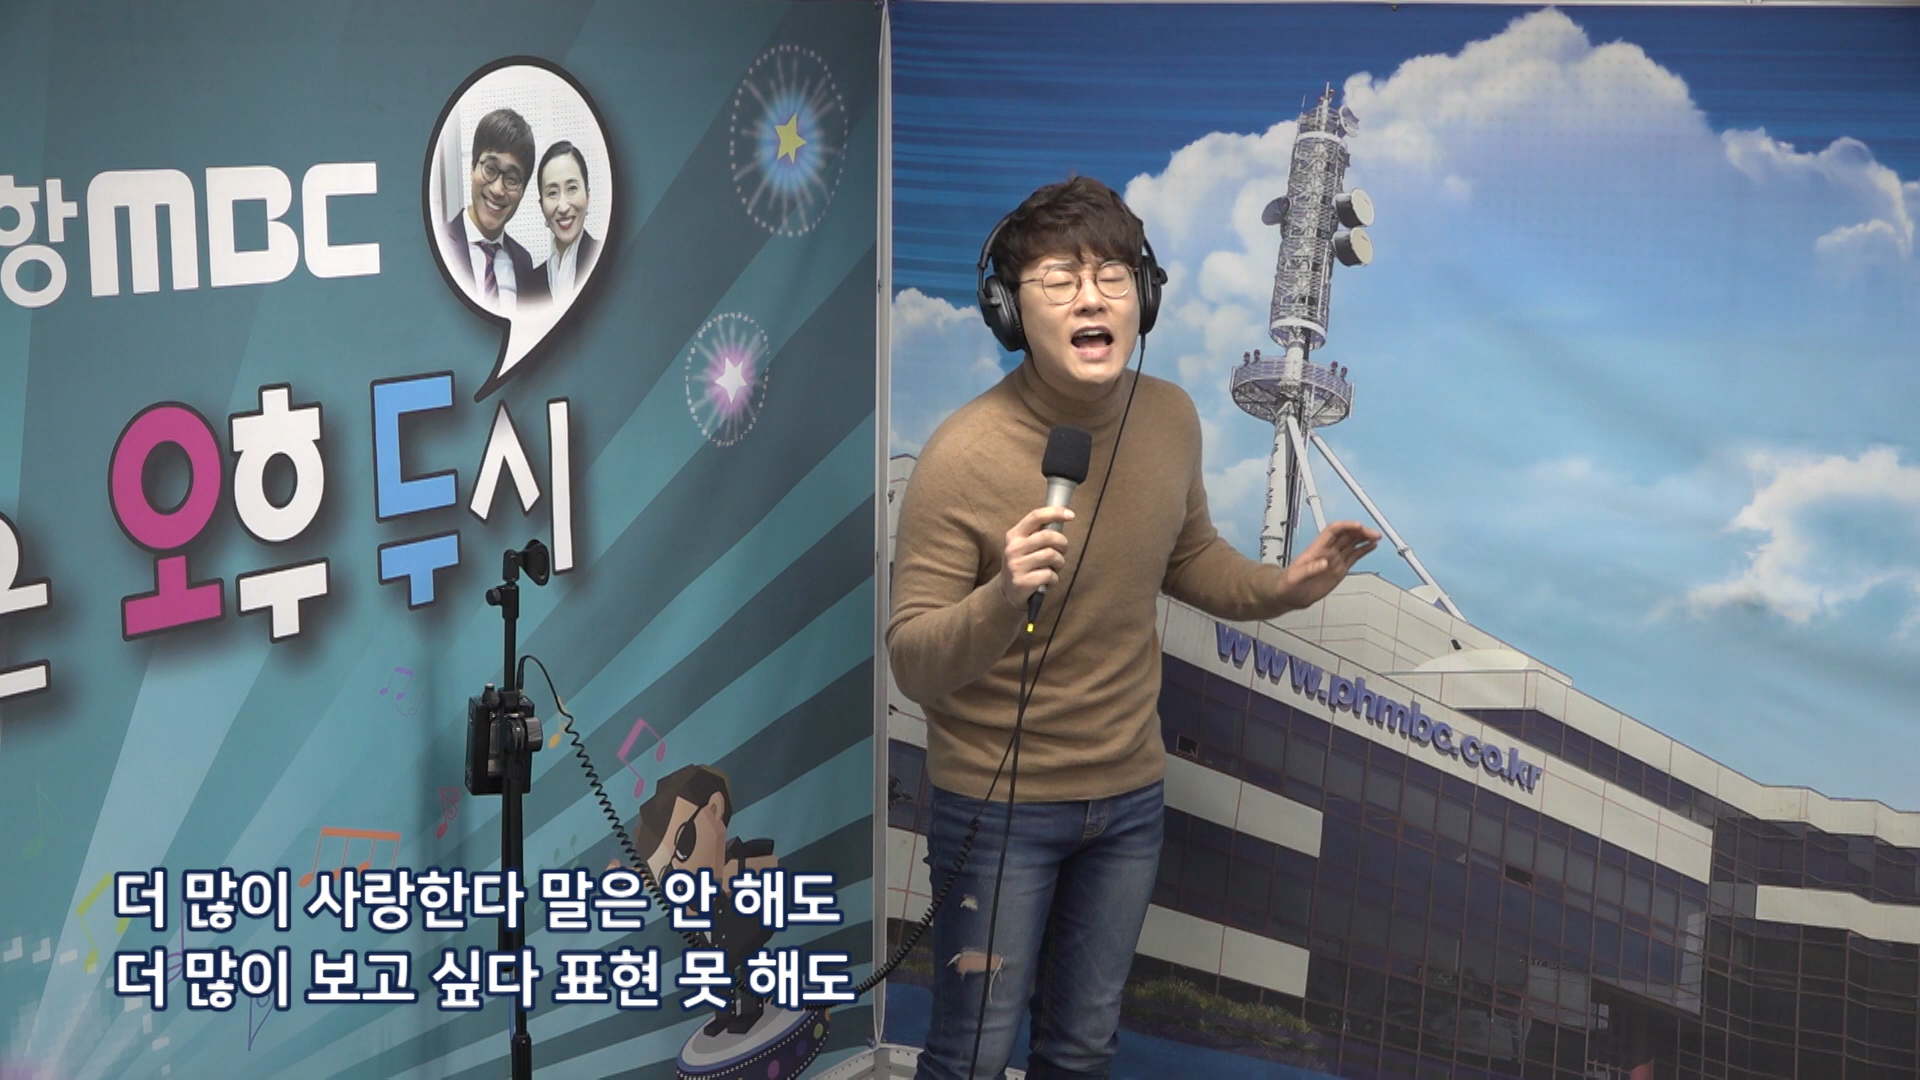 항MBC
오후 두시
www.phmbc.co.kr
더 많이 사랑한다 말은 안 해도
더 많이 보고 싶다 표현 못 해도